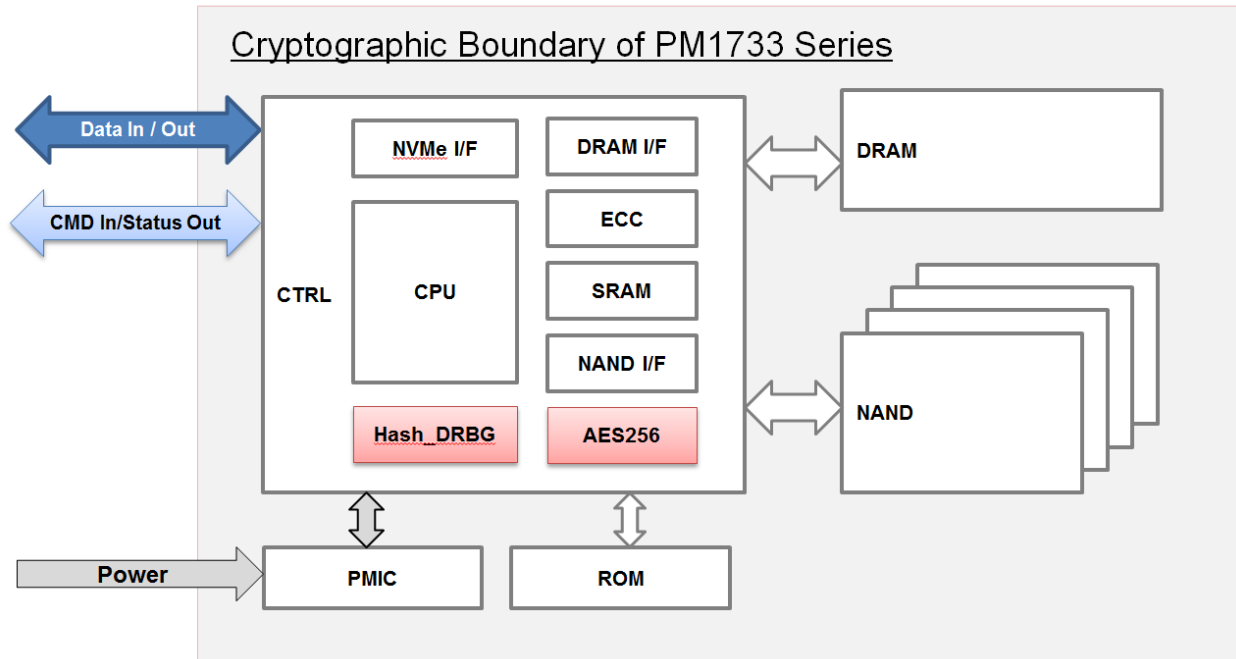 Cryptographic Boundary of PM1733 Series
Data In / Out
CMD In/Status Out
CTRL
NVMe I/F
CPU
Hash_DRBG
DRAM I/F
ECC
SRAM
NAND I/F
AES256
DRAM
NAND
Power
PMIC
ROM